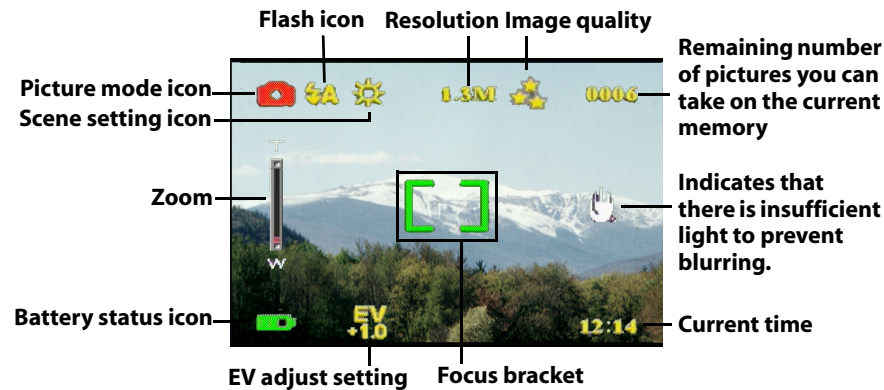 Flash icon
Resolution Image quality
Remaining number
of pictures you can
take on the current
memory
Picture mode icon
Scene setting icon
A
1.3M
0006
T
Zoom
W
Indicates that
there is insufficient
light to prevent
blurring.
Battery status icon
EV
+1.0
12:14
Current time
EV adjust setting
Focus bracket